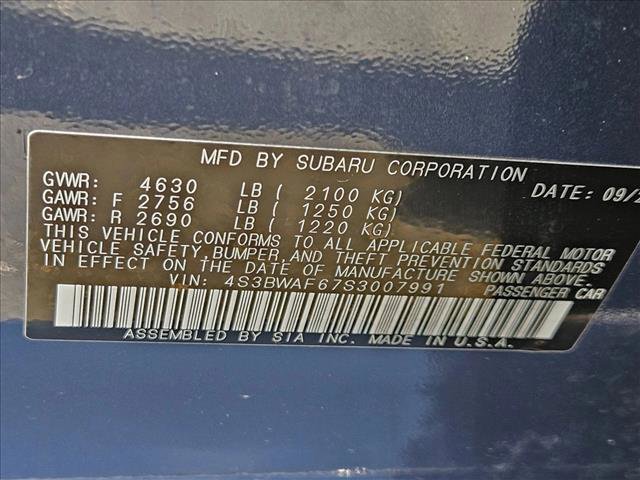 MFD BY SUBARU CORPORATION
DATE: 09/2
GVWR: 4630 LB ( 2100 KG)
GAWR: F 2756 LB ( 1250 KG)
GAWR: R 2690 LB ( 1220 KG)
THIS VEHICLE CONFORMS TO ALL APPLICABLE FEDERAL MOTOR
VEHICLE SAFETY,BUMPER,AND THEFT PREVENTION STANDARDS
IN EFFECT ON THE DATE OF MANUFACTURE SHOWN ABOVE.
VIN: 4S3BWAF67S3007991 PASSENGER CAR
ASSEMBLED BY SIA INC. MADE IN U.S.A.